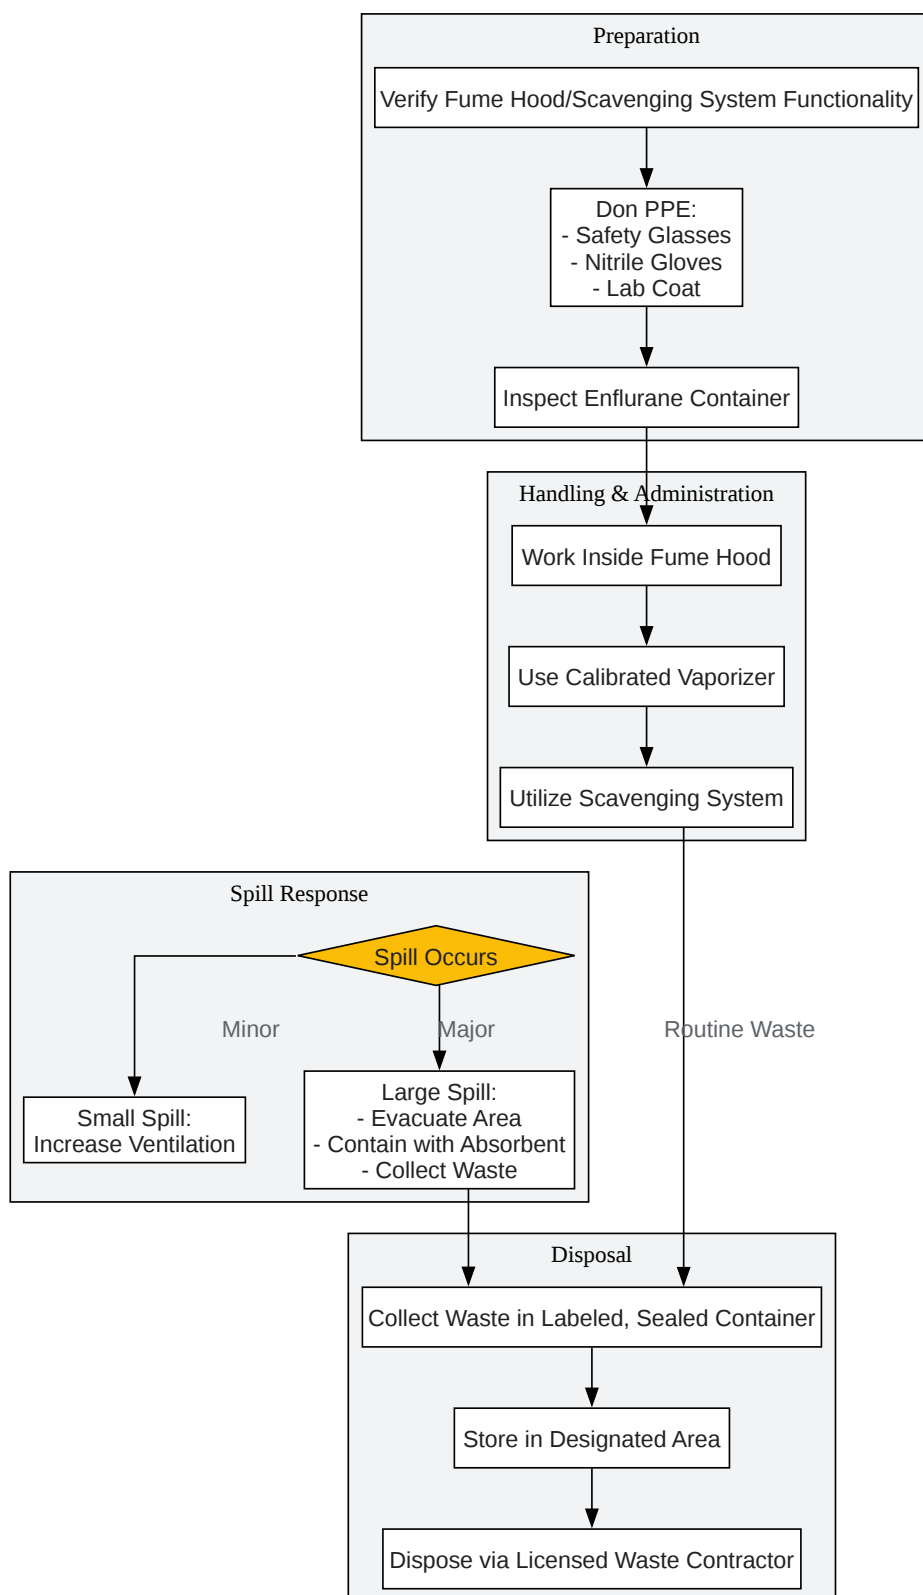 Preparation
Verify Fume Hood/Scavenging System Functionality
Don PPE:
- Safety Glasses
- Nitrile Gloves
- Lab Coat
Inspect Enflurane Container
Handling & Administration
Work Inside Fume Hood
Use Calibrated Vaporizer
Utilize Scavenging System
Spill Response
Spill Occurs
Minor
Major
Routine Waste
Small Spill:
Increase Ventilation
Large Spill:
- Evacuate Area
- Contain with Absorbent
- Collect Waste
Disposal
Collect Waste in Labeled, Sealed Container
Store in Designated Area
Dispose via Licensed Waste Contractor